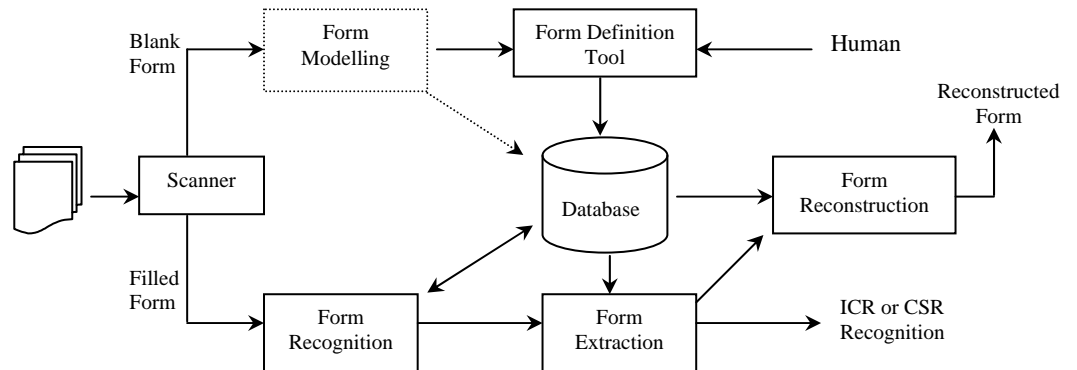 Blank
Form
Form
Modelling
Form Definition
Tool
Human
Reconstructed
Form
Scanner
Database
Form
Reconstruction
Filled
Form
Form
Recognition
Form
Extraction
ICR or CSR
Recognition